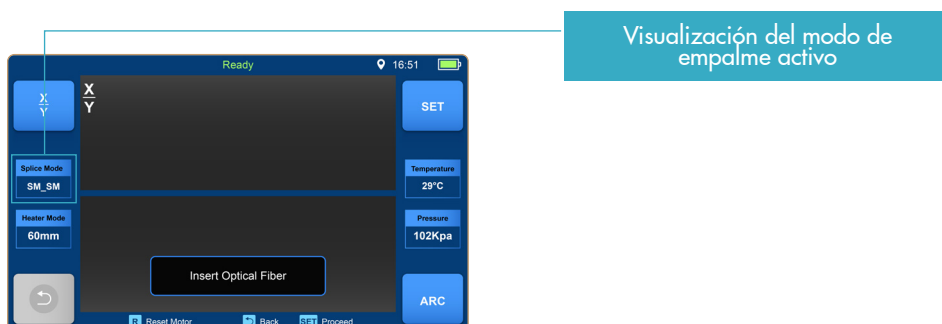 Visualización del modo de
empalme activo
Ready
16:51
X
Y
X
Y
SET
Splice Mode
SM_SM
Temperature
29°C
Heater Mode
60mm
Pressure
102Kpa
Insert Optical Fiber
ARC
R Reset Motor
Back
SET Proceed